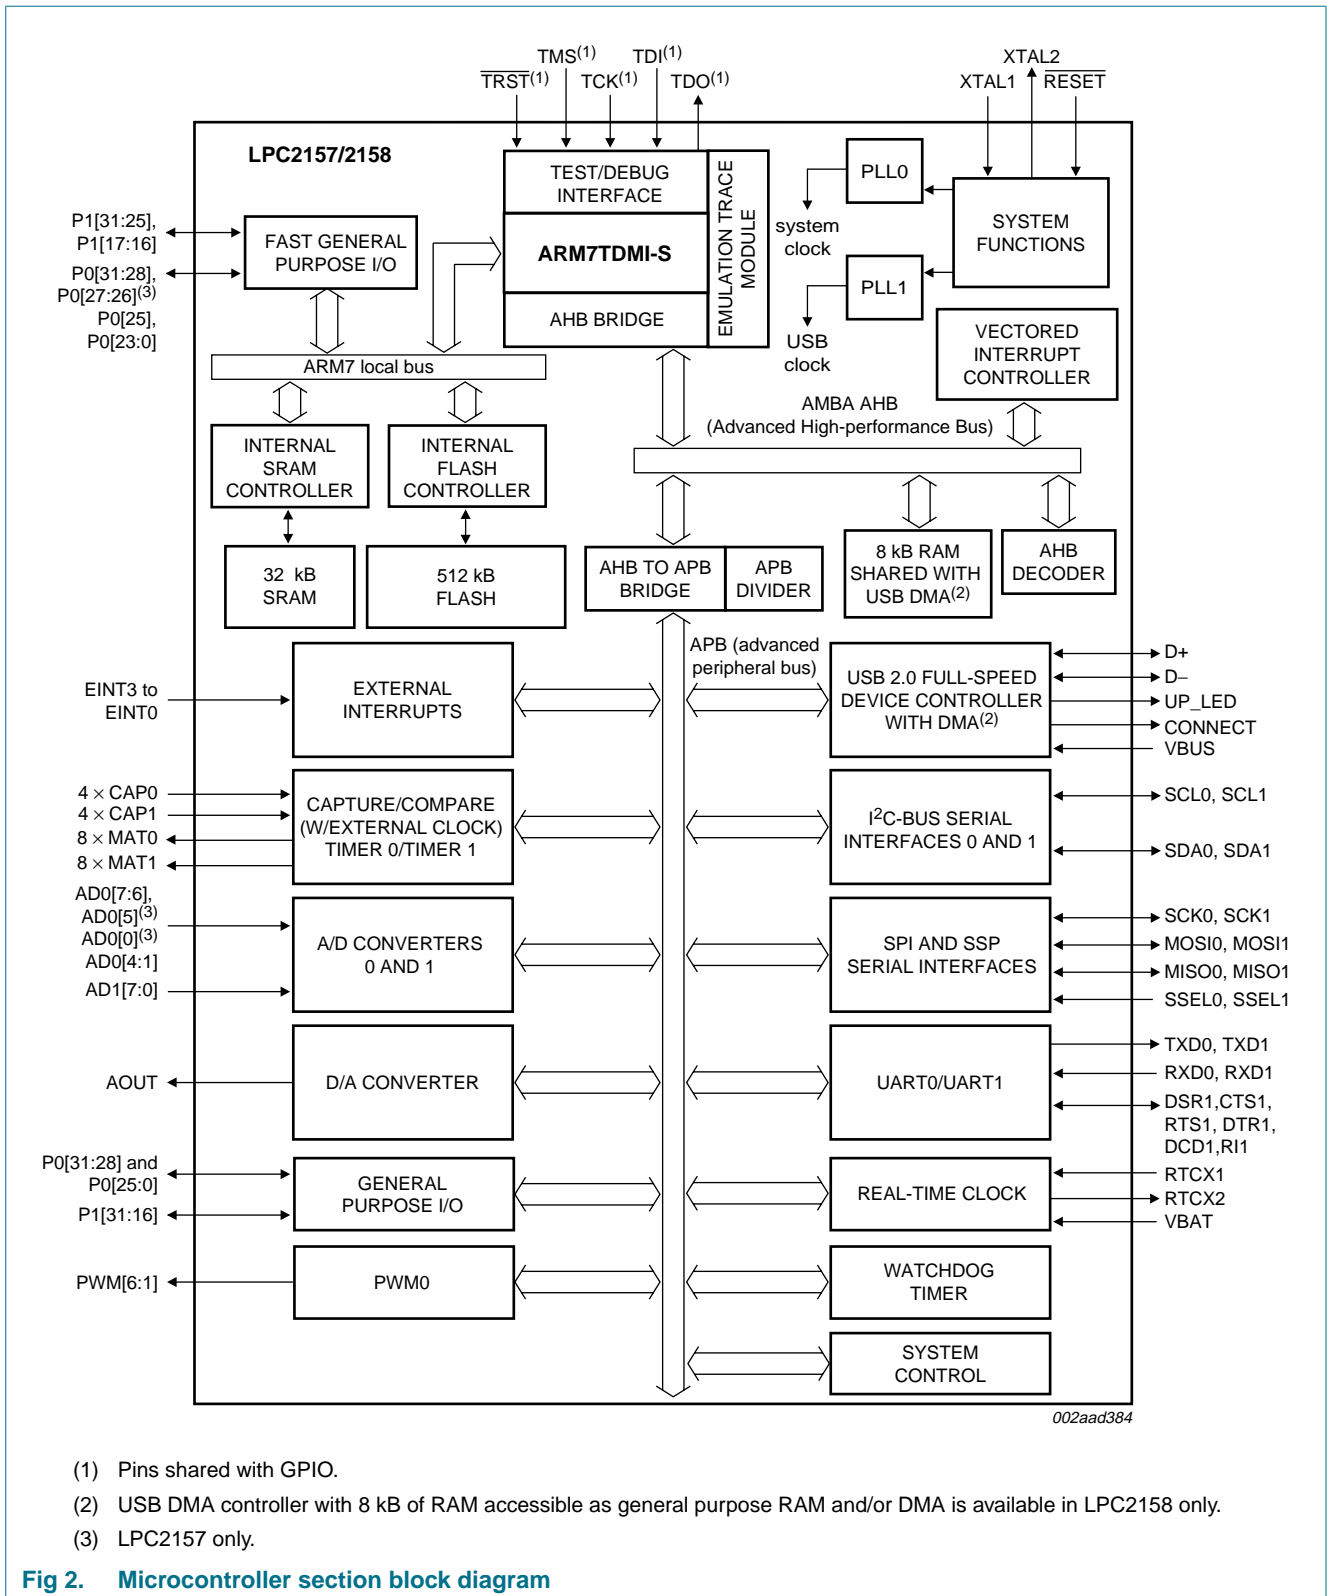 TMS(1) TDI(1) XTAL2
TRST(1) TCK(1) TDO(1) XTAL1 RESET
LPC2157/2158
TEST/DEBUG
INTERFACE
ARM7TDMI-S
AHB BRIDGE
EMULATION TRACE
MODULE
PLL0
system
clock
PLL1
USB
clock
SYSTEM
FUNCTIONS
P1[31:25],
P1[17:16]
P0[31:28],
P0[27:26](3)
P0[25],
P0[23:0]
FAST GENERAL
PURPOSE I/O
VECTORED
INTERRUPT
CONTROLLER
ARM7 local bus
AMBA AHB
(Advanced High-performance Bus)
INTERNAL
SRAM
CONTROLLER
INTERNAL
FLASH
CONTROLLER
32 kB
SRAM
512 kB
FLASH
AHB TO APB
BRIDGE
APB
DIVIDER
8 kB RAM
SHARED WITH
USB DMA(2)
AHB
DECODER
APB (advanced
peripheral bus)
EINT3 to
EINT0
EXTERNAL
INTERRUPTS
USB 2.0 FULL-SPEED
DEVICE CONTROLLER
WITH DMA(2)
D+
D−
UP_LED
CONNECT
VBUS
4 × CAP0
4 × CAP1
8 × MAT0
8 × MAT1
CAPTURE/COMPARE
(W/EXTERNAL CLOCK)
TIMER 0/TIMER 1
I2C-BUS SERIAL
INTERFACES 0 AND 1
SCL0, SCL1
SDA0, SDA1
AD0[7:6],
AD0[5](3)
AD0[0](3)
AD0[4:1]
AD1[7:0]
A/D CONVERTERS
0 AND 1
SPI AND SSP
SERIAL INTERFACES
SCK0, SCK1
MOSI0, MOSI1
MISO0, MISO1
SSEL0, SSEL1
AOUT
D/A CONVERTER
UART0/UART1
TXD0, TXD1
RXD0, RXD1
DSR1,CTS1,
RTS1, DTR1,
DCD1,RI1
P0[31:28] and
P0[25:0]
P1[31:16]
GENERAL
PURPOSE I/O
REAL-TIME CLOCK
RTCX1
RTCX2
VBAT
PWM[6:1]
PWM0
WATCHDOG
TIMER
SYSTEM
CONTROL
002aad384
(1) Pins shared with GPIO.
(2) USB DMA controller with 8 kB of RAM accessible as general purpose RAM and/or DMA is available in LPC2158 only.
(3) LPC2157 only.
Fig 2. Microcontroller section block diagram